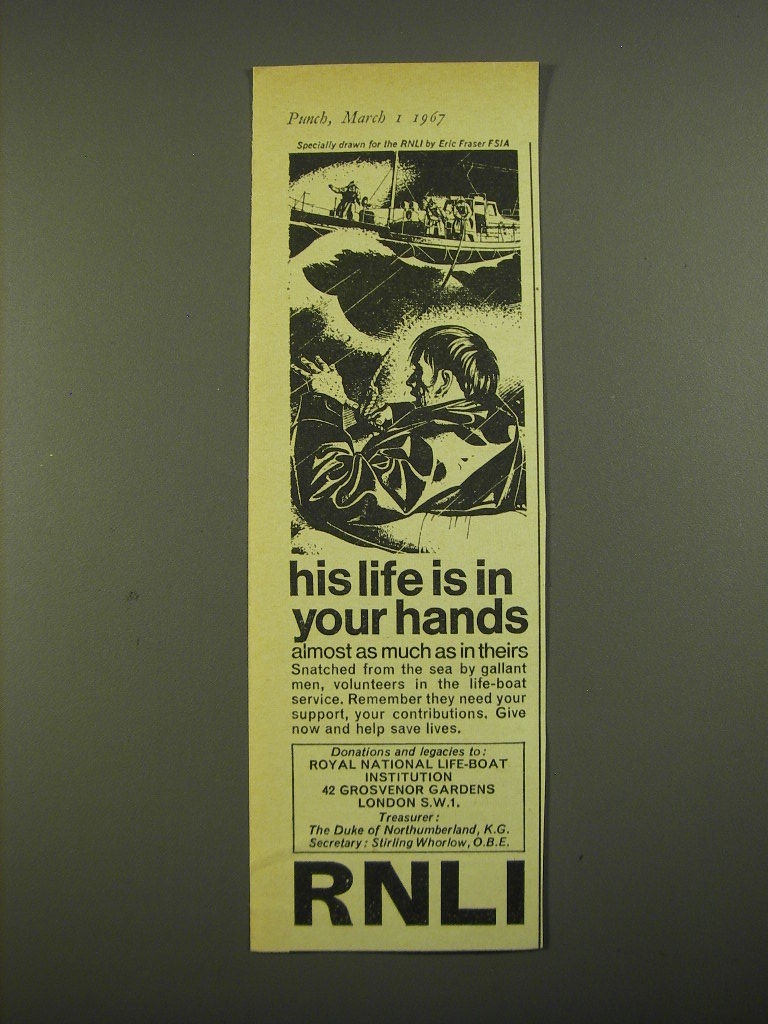 Punch, March 1 1967
Specially drawn for the RNLI by Eric Fraser FSIA
his life is in
your hands
almost as much as in theirs
Snatched from the sea by gallant
men, volunteers in the life-boat
service. Remember they need your
support, your contributions. Give
now and help save lives.
Donations and legacies to:
ROYAL NATIONAL LIFE-BOAT
INSTITUTION
42 GROSVENOR GARDENS
LONDON S.W.1.
Treasurer:
The Duke of Northumberland, K.G.
Secretary: Stirling Whorlow, O.B.E.
RNLI